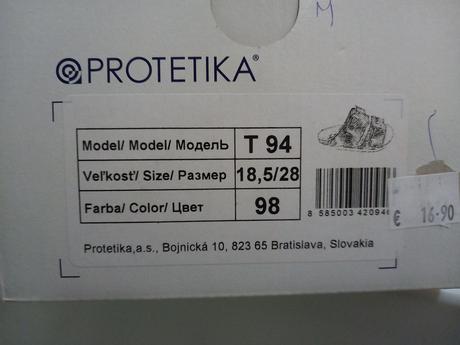 M
PROTETIKA®
Model/ Model/ МоделЬ T 94
Veľkosť/ Size/ Размер 18,5/28
Farba/ Color/ Цвет 98
8 585003 420946
€ 16-90
Protetika,a.s., Bojnická 10, 823 65 Bratislava, Slovakia